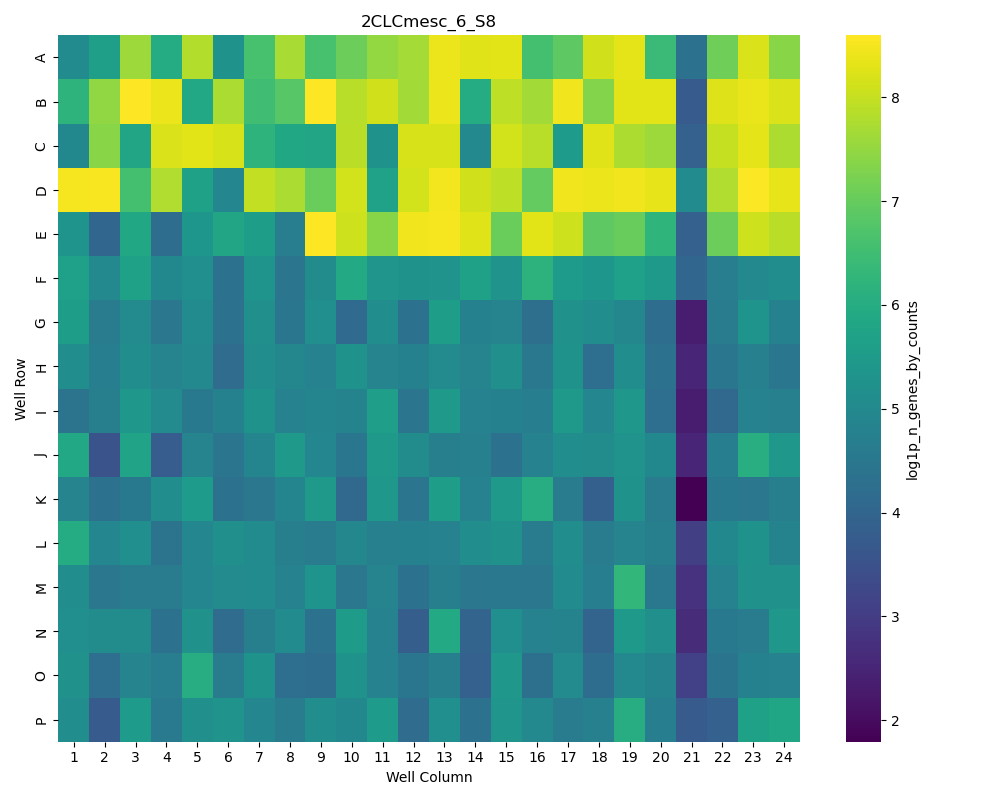 2CLCmesc_6_S8
A
B
C
D
E
F
G
H
I
J
K
L
M
N
O
P
Well Row
1 2 3 4 5 6 7 8 9 10 11 12 13 14 15 16 17 18 19 20 21 22 23 24
Well Column
8
7
6
5
4
3
2
log1p_n_genes_by_counts